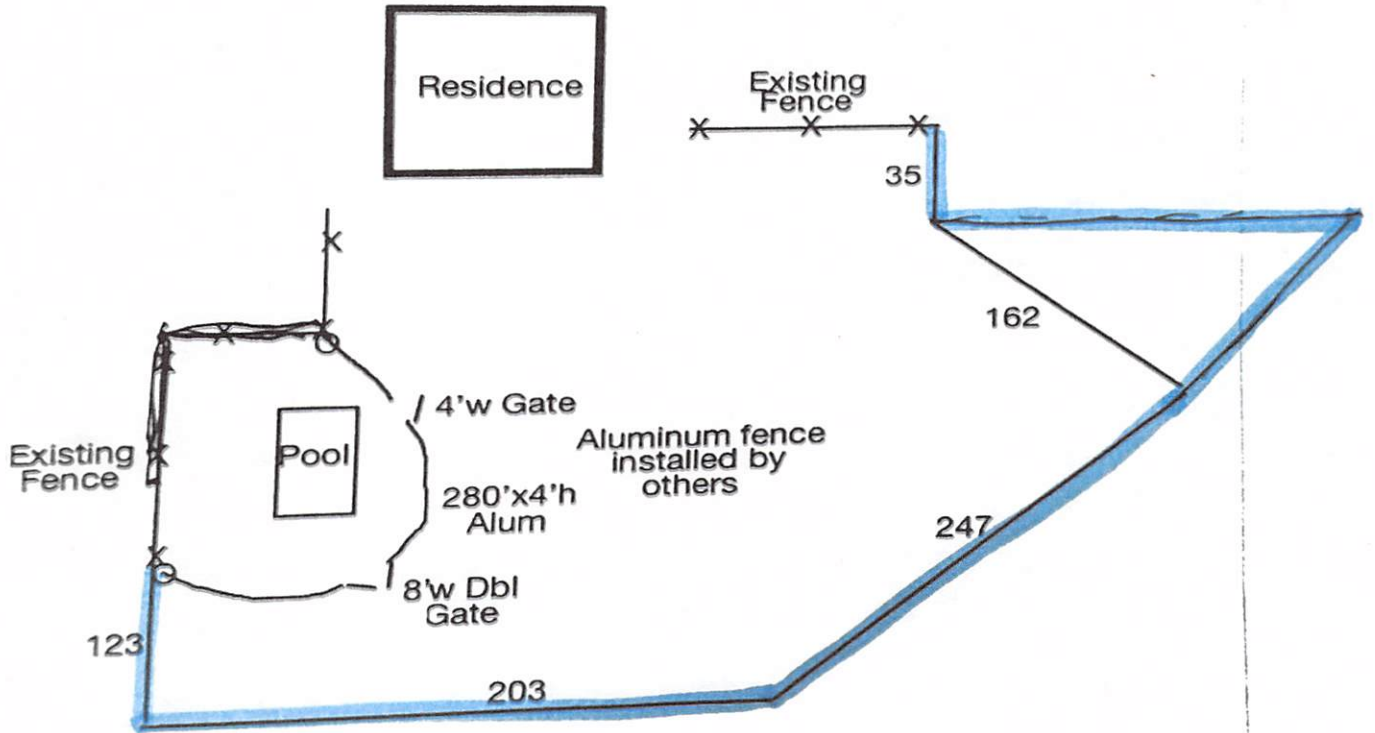 Residence
Existing
Fence
35
162
4'w Gate
Aluminum fence
installed by
others
Pool
Existing
Fence
280'x4'h
Alum
247
8'w Dbl
Gate
123
203